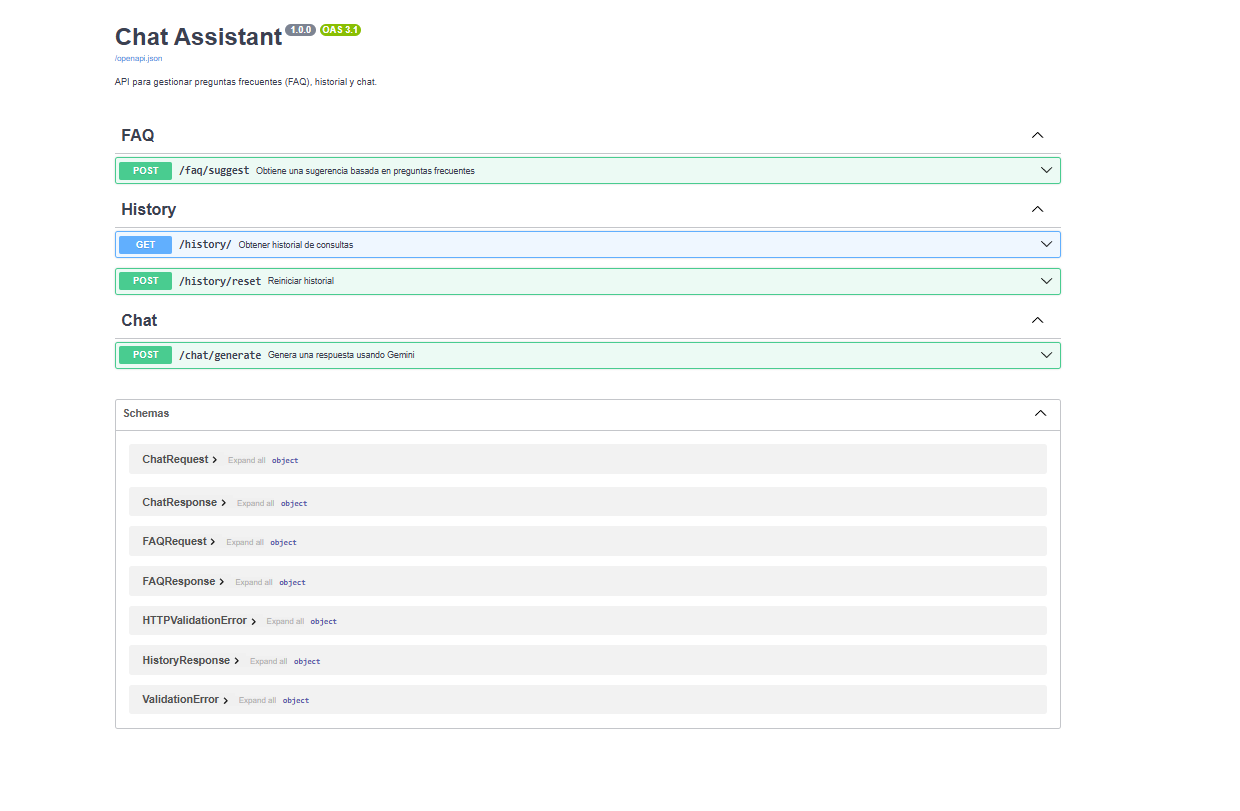 Chat Assistant 1.0.0 OAS 3.1
/openapi.json
API para gestionar preguntas frecuentes (FAQ), historial y chat.
FAQ
POST /faq/suggest Obtiene una sugerencia basada en preguntas frecuentes
History
GET /history/ Obtener historial de consultas
POST /history/reset Reiniciar historial
Chat
POST /chat/generate Genera una respuesta usando Gemini
Schemas
ChatRequest Expand all object
ChatResponse Expand all object
FAQRequest Expand all object
FAQResponse Expand all object
HTTPValidationError Expand all object
HistoryResponse Expand all object
ValidationError Expand all object